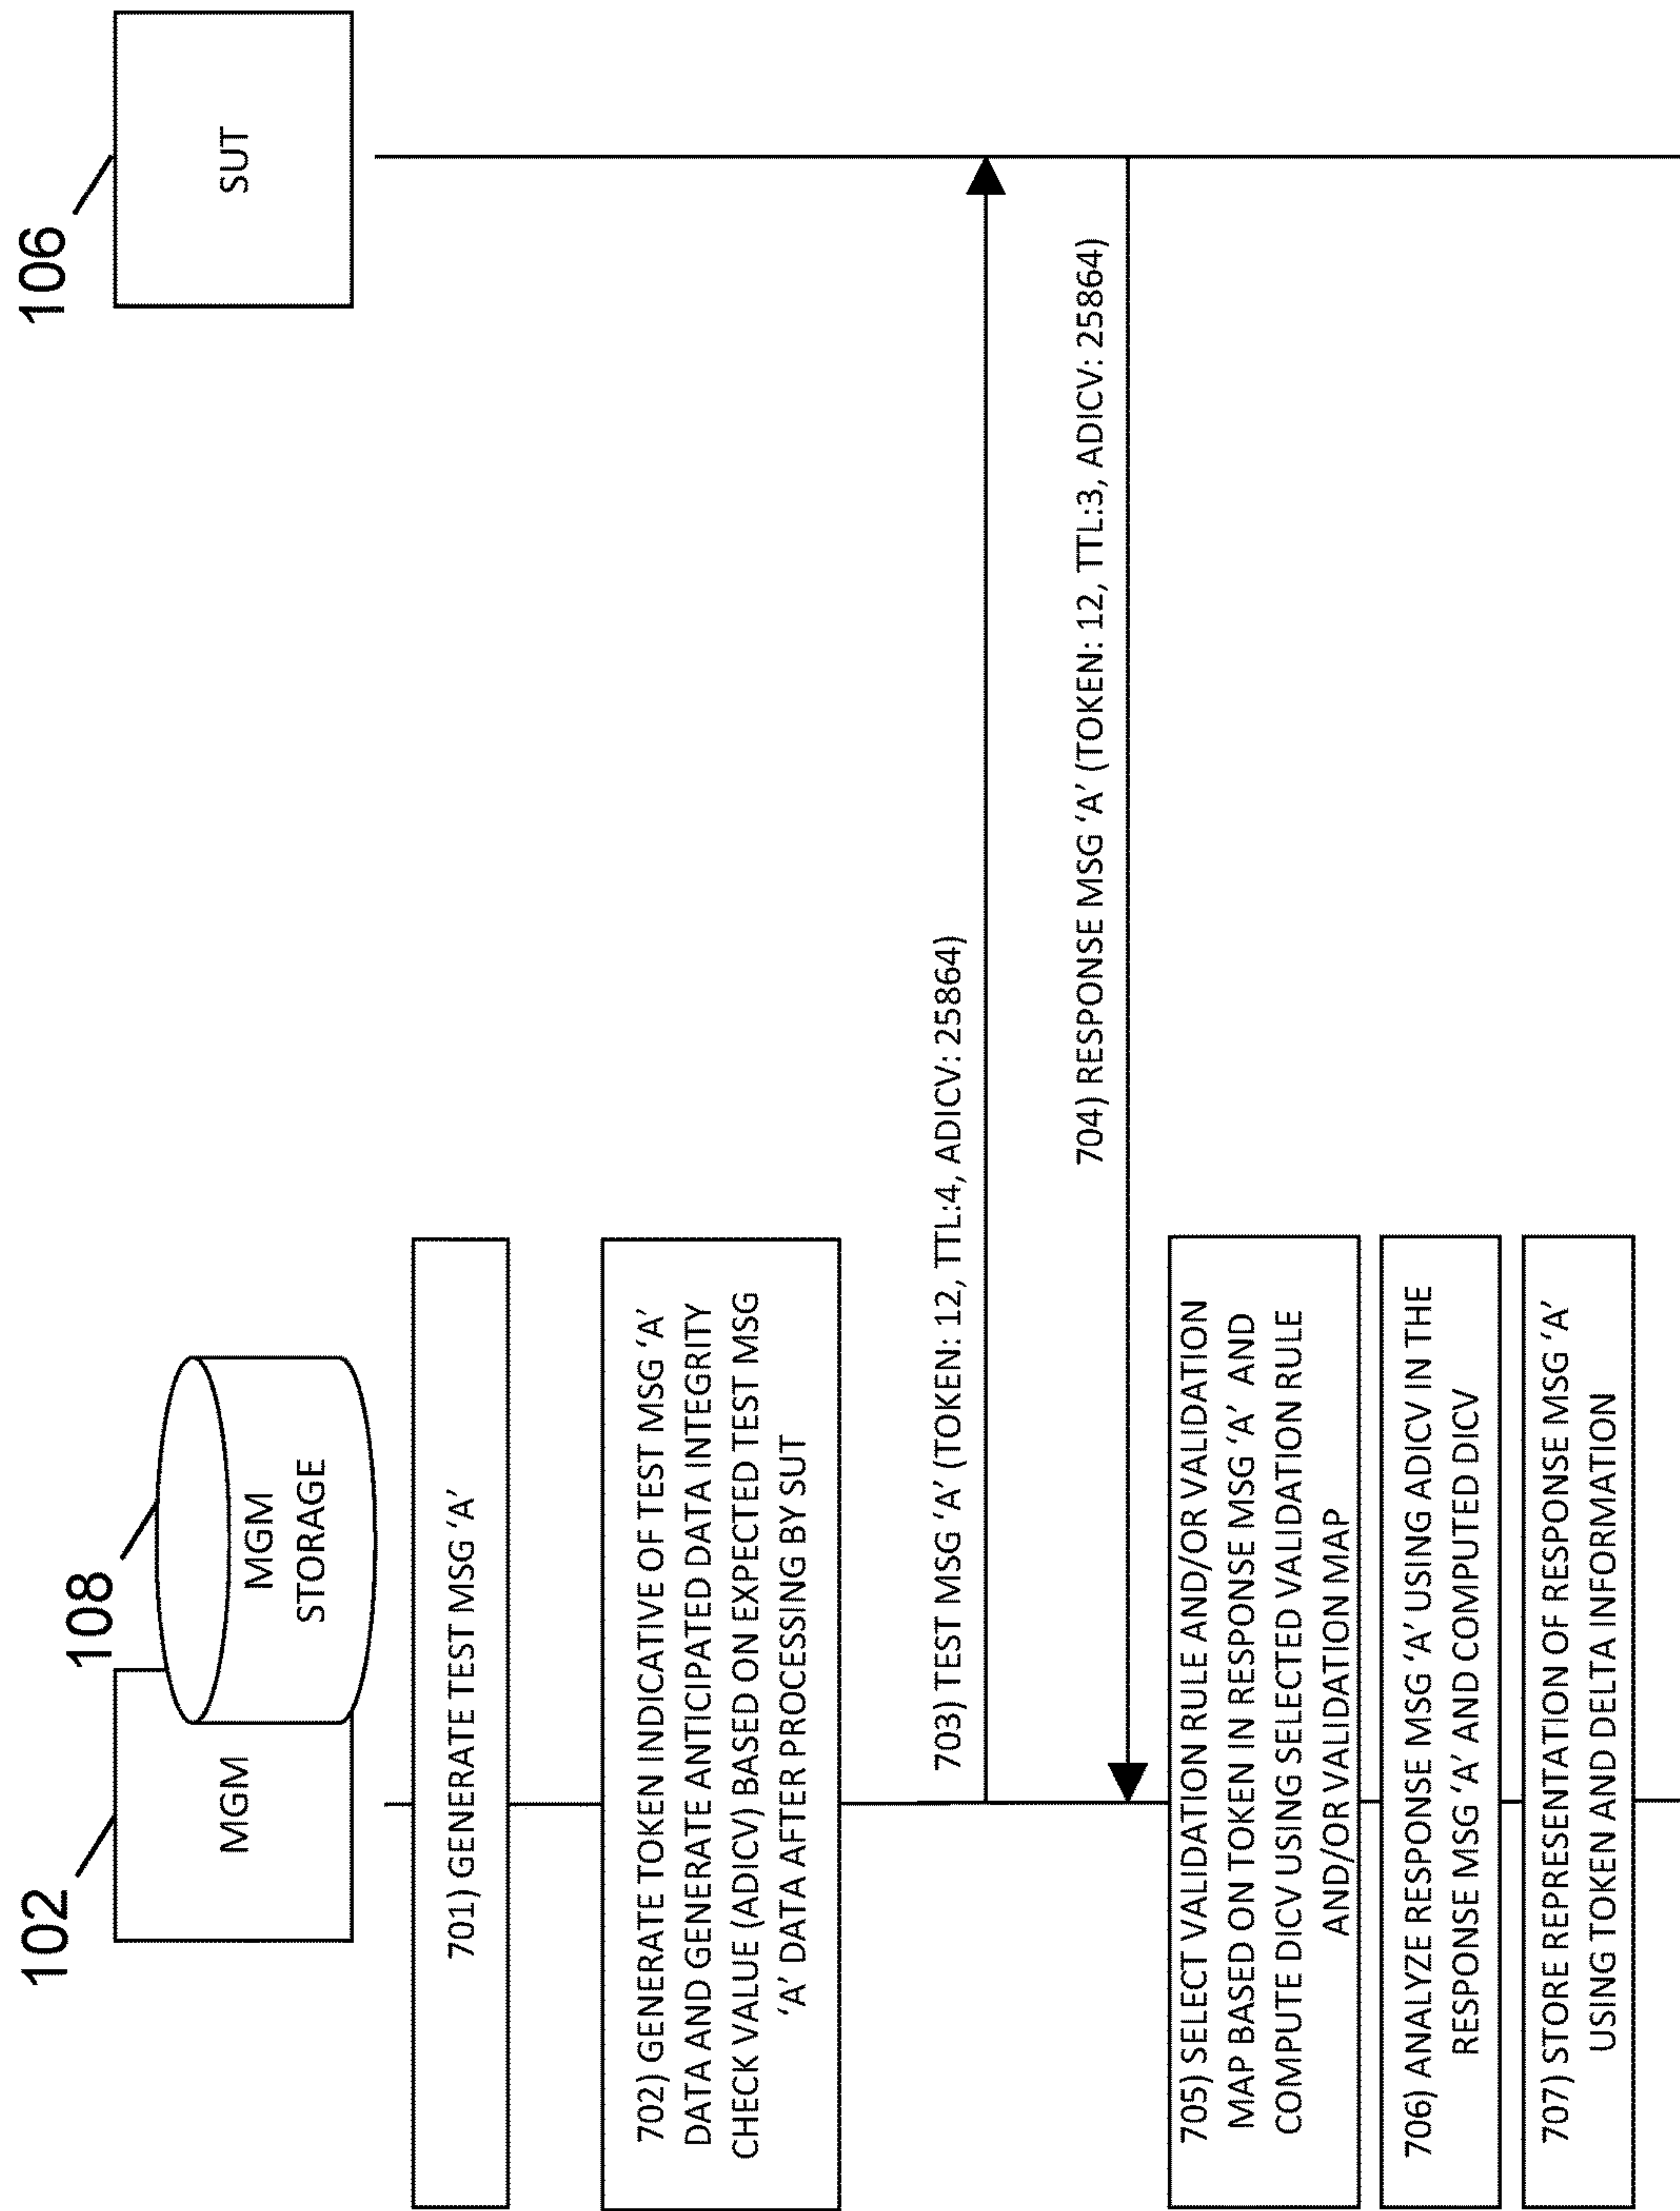 102
108
106
MGM
MGM
STORAGE
SUT
701) GENERATE TEST MSG ‘A’
702) GENERATE TOKEN INDICATIVE OF TEST MSG ‘A’
DATA AND GENERATE ANTICIPATED DATA INTEGRITY
CHECK VALUE (ADICV) BASED ON EXPECTED TEST MSG
‘A’ DATA AFTER PROCESSING BY SUT
703) TEST MSG ‘A’ (TOKEN: 12, TTL:4, ADICV: 25864)
704) RESPONSE MSG ‘A’ (TOKEN: 12, TTL:3, ADICV: 25864)
705) SELECT VALIDATION RULE AND/OR VALIDATION
MAP BASED ON TOKEN IN RESPONSE MSG ‘A’ AND
COMPUTE DICV USING SELECTED VALIDATION RULE
AND/OR VALIDATION MAP
706) ANALYZE RESPONSE MSG ‘A’ USING ADICV IN THE
RESPONSE MSG ‘A’ AND COMPUTED DICV
707) STORE REPRESENTATION OF RESPONSE MSG ‘A’
USING TOKEN AND DELTA INFORMATION